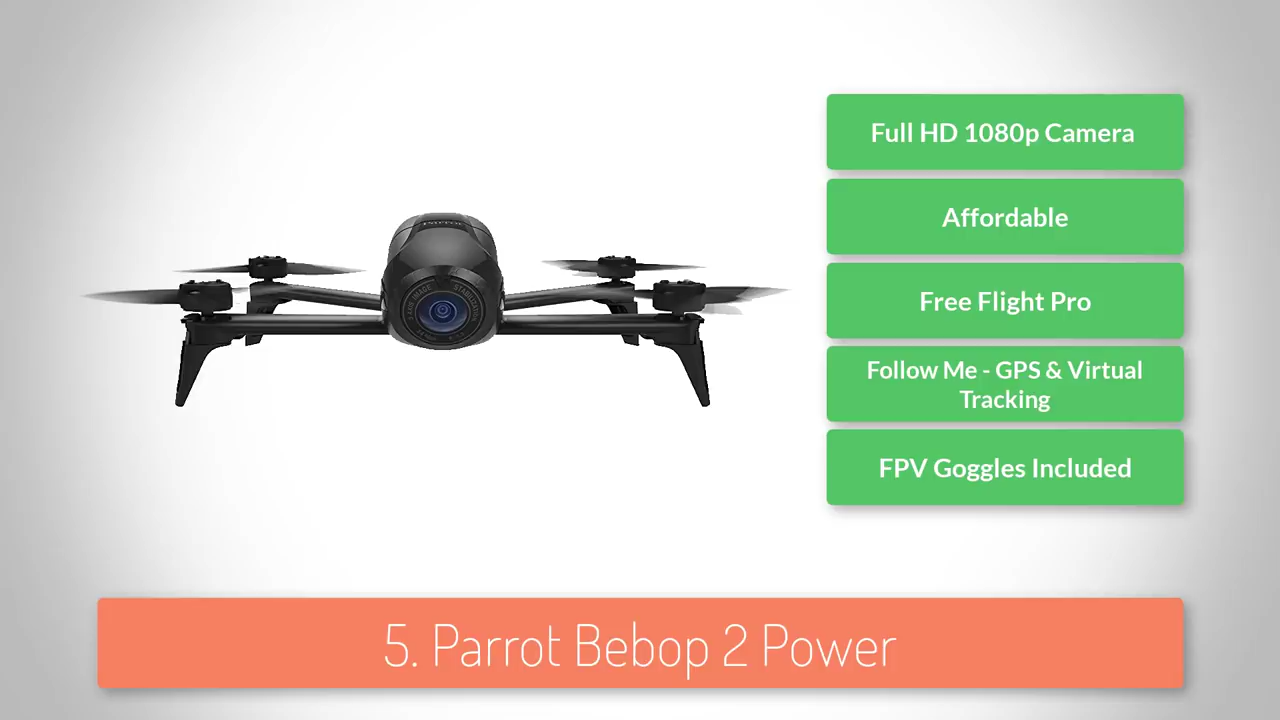 Full HD 1080p Camera
Affordable
Free Flight Pro
Follow Me - GPS & Virtual
Tracking
FPV Goggles Included
Parrot
5. Parrot Bebop 2 Power